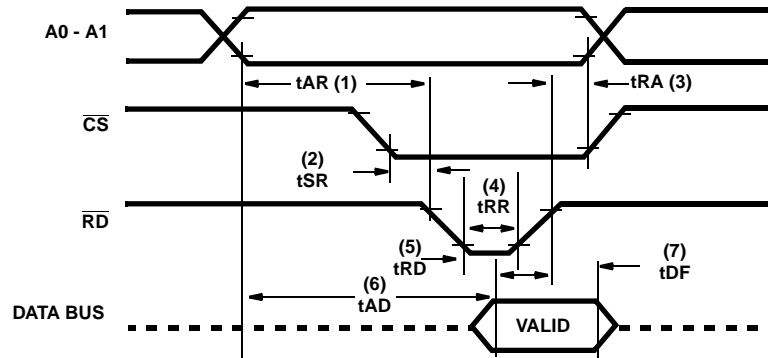 A0 - A1
tAR (1)
tRA (3)
CS
(2)
tSR
(4)
tRR
RD
(5)
tRD
(7)
tDF
(6)
tAD
DATA BUS
VALID